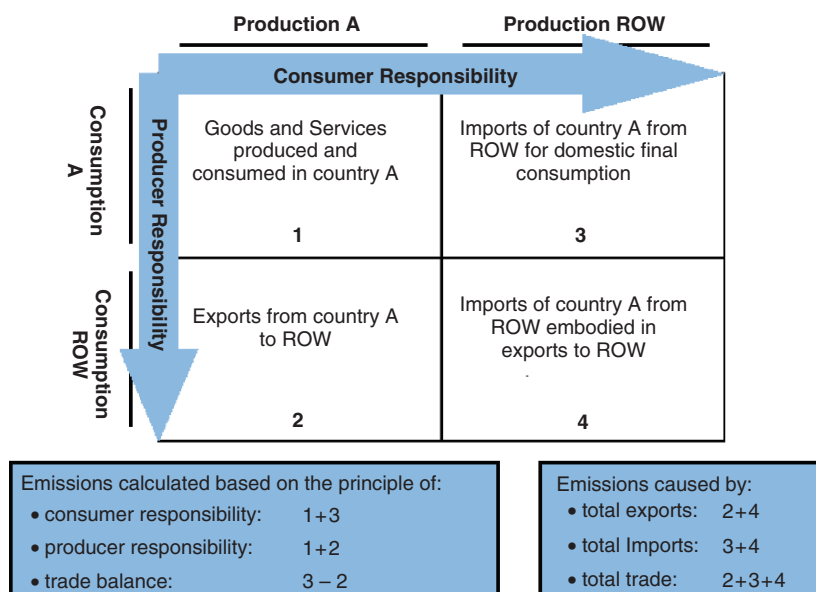 Production A
Production ROW
Consumer Responsibility
Consumption
A
Producer Responsibility
Goods and Services
produced and
consumed in country A
1
Imports of country A from
ROW for domestic final
consumption
3
Consumption
ROW
Exports from country A
to ROW
2
Imports of country A from
ROW embodied in
exports to ROW
4
Emissions calculated based on the principle of:
• consumer responsibility: 1+3
• producer responsibility: 1+2
• trade balance: 3 – 2
Emissions caused by:
• total exports: 2+4
• total Imports: 3+4
• total trade: 2+3+4